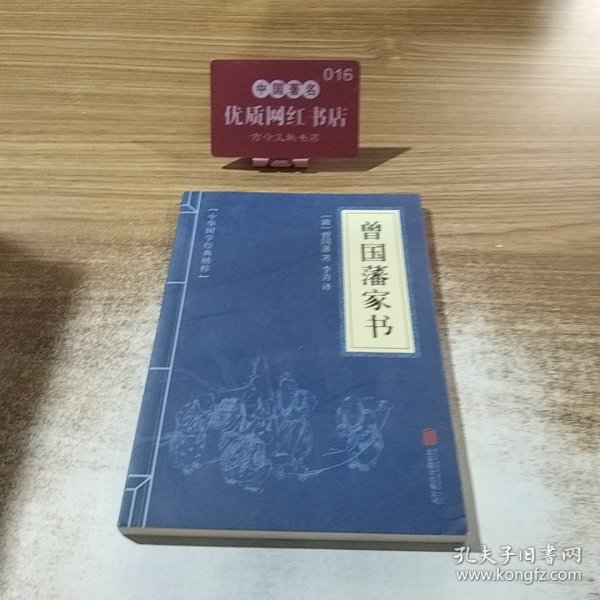 016
中国著名
优质网红书店
古今文献书店
曾国藩家书
[清]曾国藩 著 李杏 译
【中华国学经典精粹】
孔夫子旧书网
www.kongfz.com